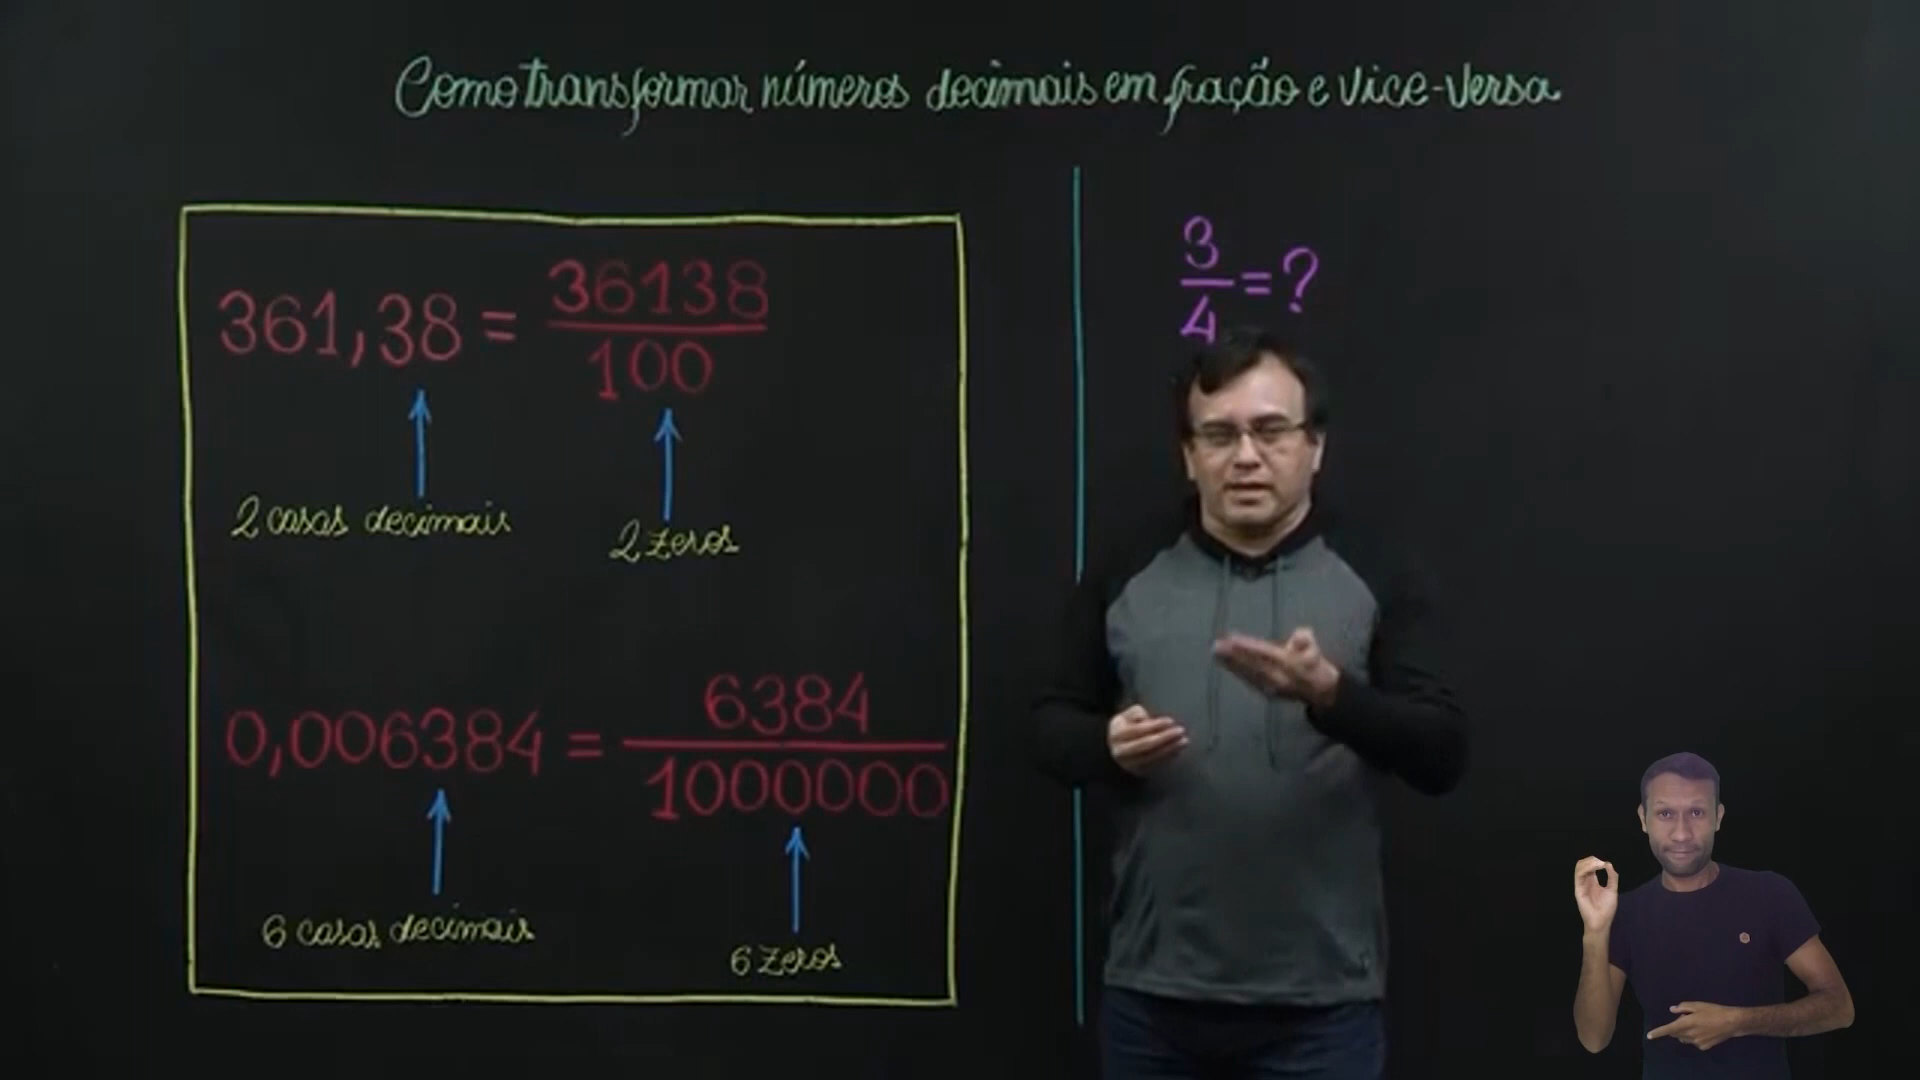 Como transformar números decimais em fração e vice-versa
361,38 = 36138/100
2 casas decimais
2 zeros
0,006384 = 6384/1000000
6 casas decimais
6 zeros
3/4 = ?